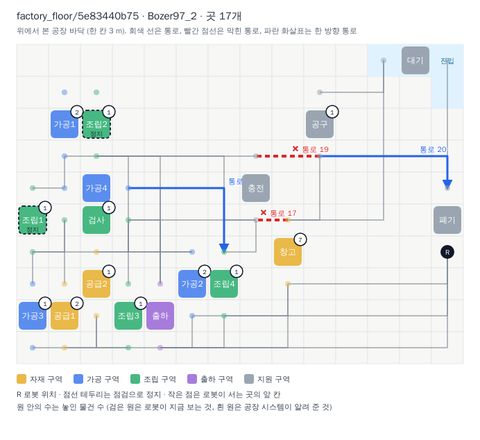 factory_floor/5e83440b75 · Bozer97_2 · 곳 17개
위에서 본 공장 바닥 (한 칸 3 m). 회색 선은 통로, 빨간 점선은 막힌 통로, 파란 화살표는 한 방향 통로
대기
진입
2
1
1
가공1
조립2
정지
공구
✖ 통로 19
통로 20
통로
가공4
충전
1
1
조립1
정지
검사
✖ 통로 17
폐기
7
창고
R
1
2
1
공급2
가공2
조립4
1
2
1
가공3
공급1
조립3
출하
자재 구역
가공 구역
조립 구역
출하 구역
지원 구역
R 로봇 위치 · 점선 테두리는 점검으로 정지 · 작은 점은 로봇이 서는 곳의 앞 칸
원 안의 수는 놓인 물건 수 (검은 원은 로봇이 지금 보는 것, 흰 원은 공장 시스템이 알려 준 것)